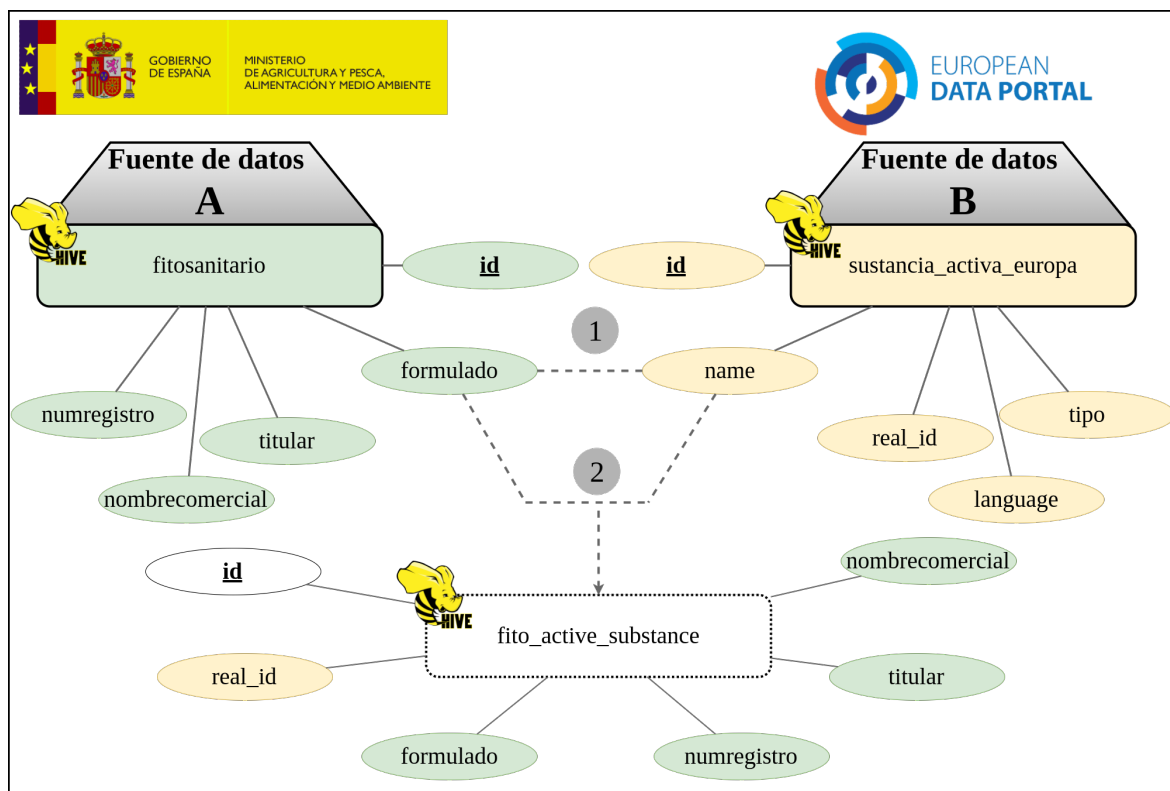 GOBIERNO
DE ESPAÑA
MINISTERIO
DE AGRICULTURA Y PESCA,
ALIMENTACIÓN Y MEDIO AMBIENTE
EUROPEAN
DATA PORTAL
Fuente de datos
A
HIVE
fitosanitario
id
Fuente de datos
B
HIVE
sustancia_activa_europa
id
1
formulado
name
numregistro
titular
nombrecomercial
real_id
tipo
language
2
id
HIVE
fito_active_substance
nombrecomercial
real_id
titular
formulado
numregistro